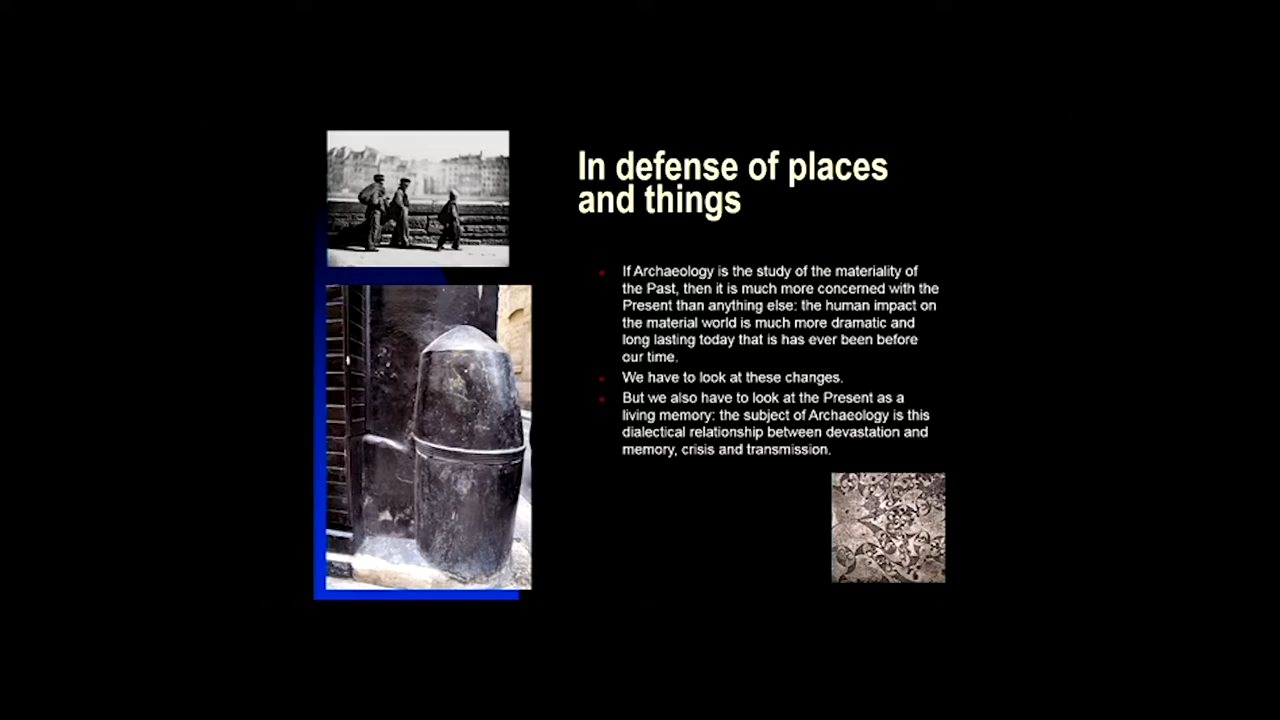 In defense of places
and things
If Archaeology is the study of the materiality of
the Past, then it is much more concerned with the
Present than anything else: the human impact on
the material world is much more dramatic and
long lasting today that is has ever been before
our time.
We have to look at these changes.
But we also have to look at the Present as a
living memory: the subject of Archaeology is this
dialectical relationship between devastation and
memory, crisis and transmission.